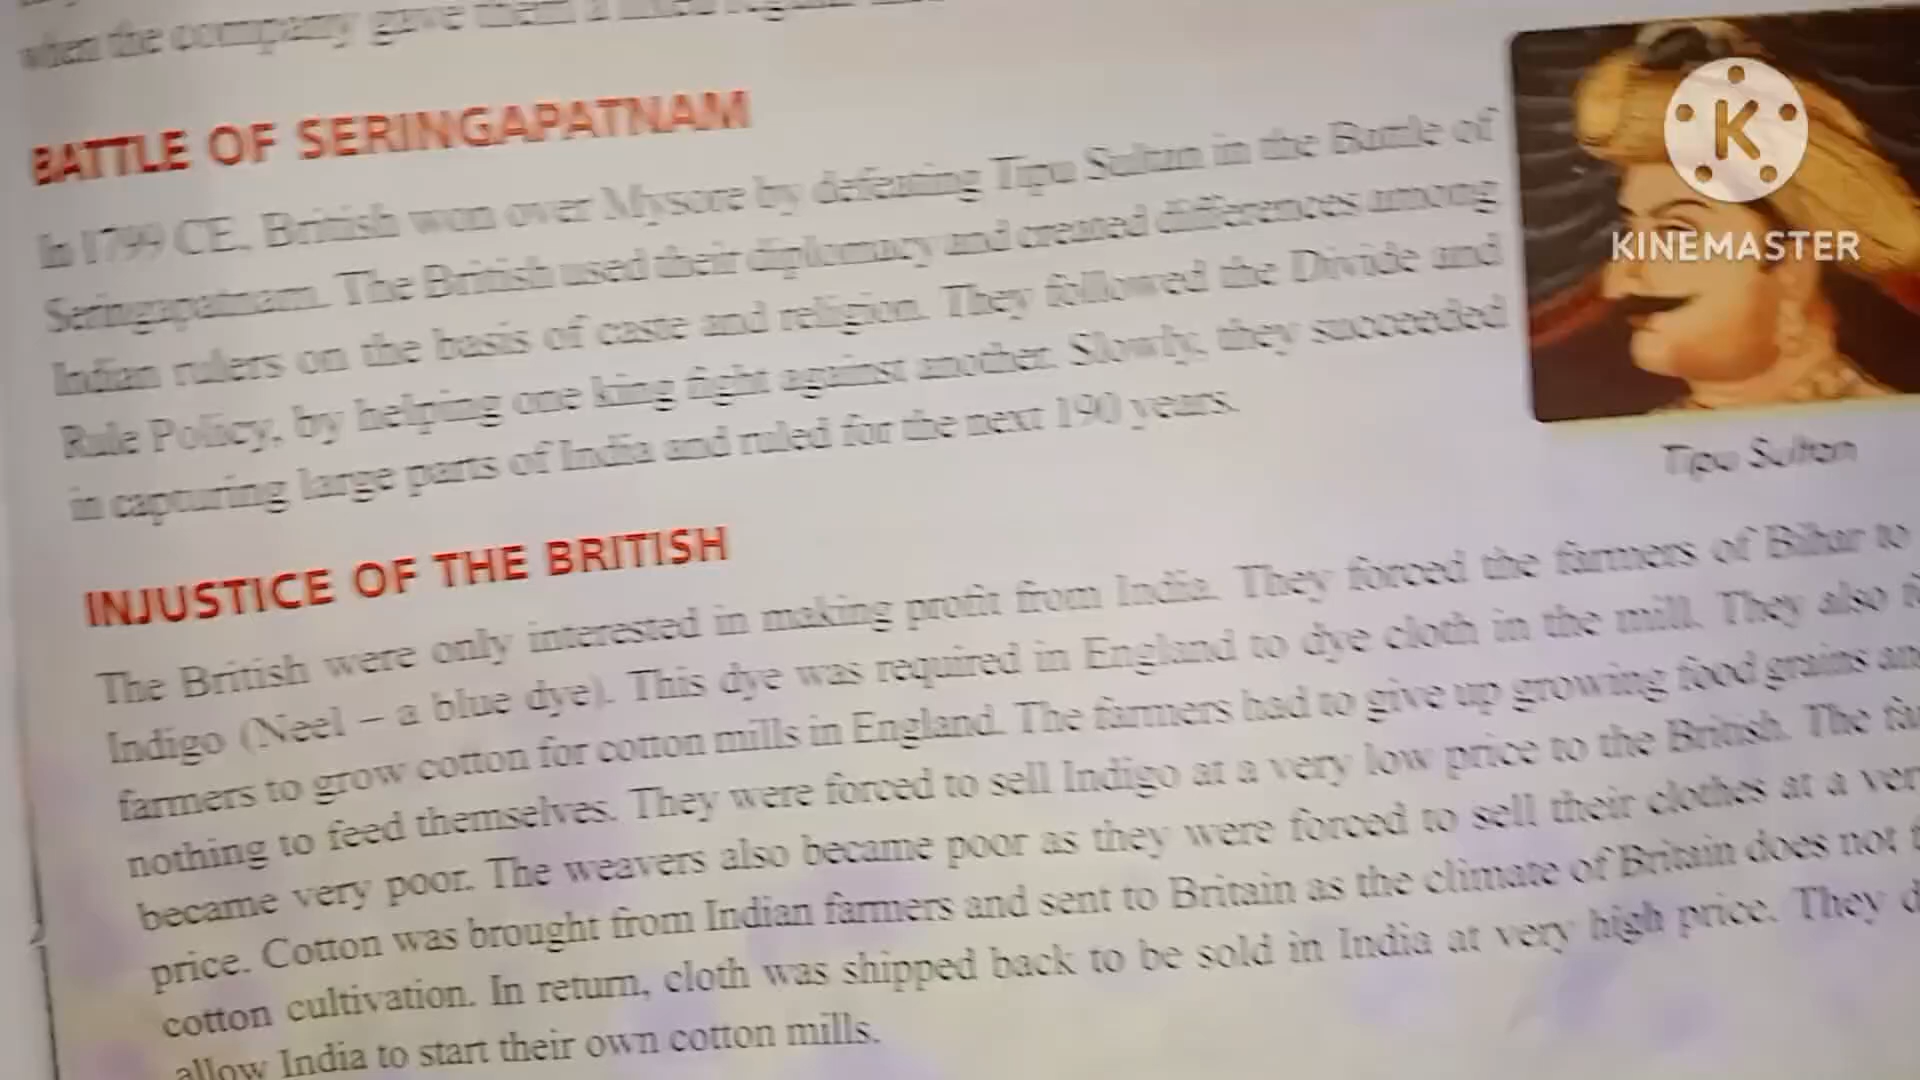 when the company gave them a fixed regular
BATTLE OF SERINGAPATNAM
In 1799 CE, British won over Mysore by defeating Tipu Sultan in the Battle of
Seringapatnam. The British used their diplomacy and created differences among
Indian rulers on the basis of caste and religion. They followed the Divide and
Rule Policy, by helping one king fight against another. Slowly, they succeeded
in capturing large parts of India and ruled for the next 190 years.
K
KINEMASTER
Tipu Sultan
INJUSTICE OF THE BRITISH
The British were only interested in making profit from India. They forced the farmers of Bihar to
Indigo (Neel – a blue dye). This dye was required in England to dye cloth in the mill. They also
farmers to grow cotton for cotton mills in England. The farmers had to give up growing food grains
nothing to feed themselves. They were forced to sell Indigo at a very low price to the British. The
became very poor. The weavers also became poor as they were forced to sell their clothes at a
price. Cotton was brought from Indian farmers and sent to Britain as the climate of Britain does not
cotton cultivation. In return, cloth was shipped back to be sold in India at very high price. They
allow India to start their own cotton mills.